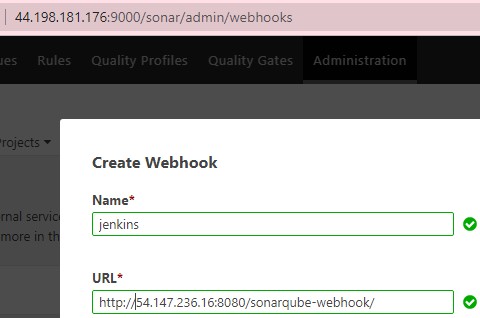 44.198.181.176:9000/sonar/admin/webhooks
ues Rules Quality Profiles Quality Gates Administration
Projects
Create Webhook
rnal service
more in th
Name*
jenkins
URL*
http://54.147.236.16:8080/sonarqube-webhook/